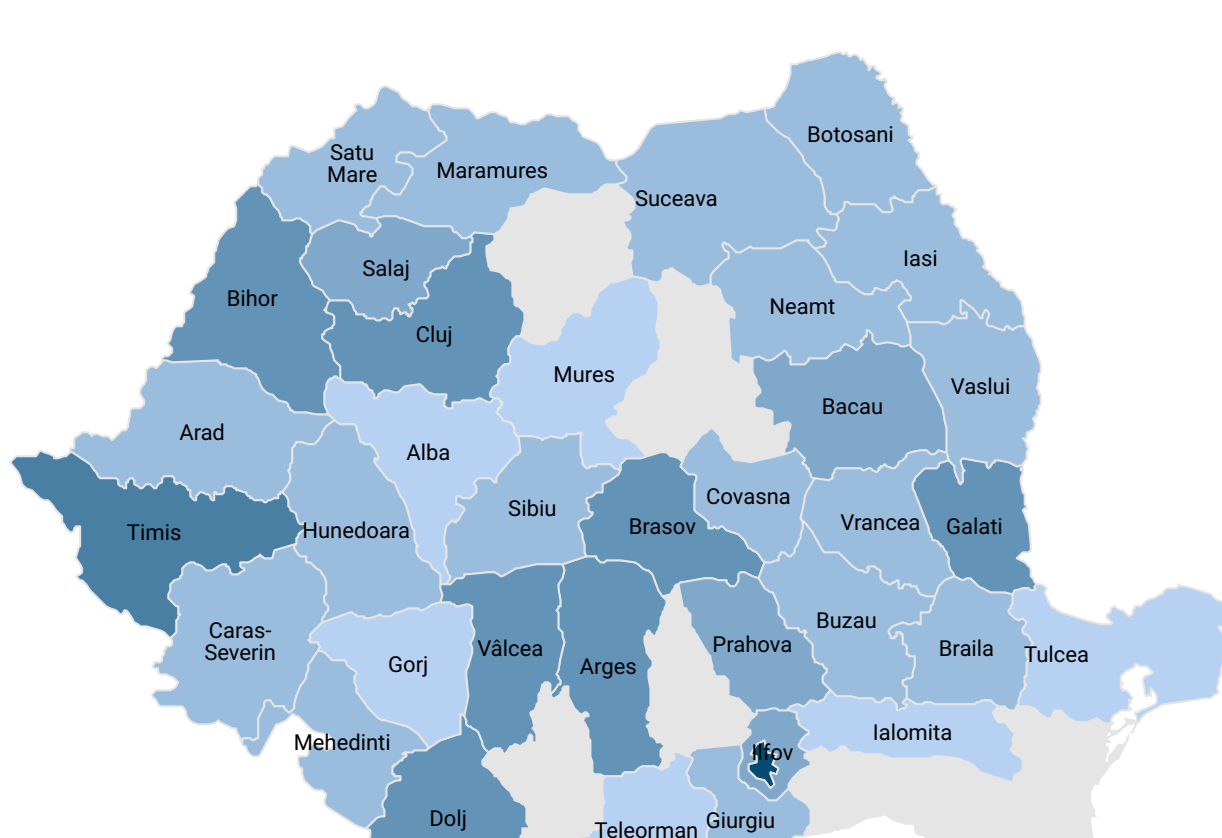 Botosani
Satu
Mare
Maramures
Suceava
Iasi
Salaj
Bihor
Neamt
Cluj
Mures
Vaslui
Bacau
Arad
Alba
Covasna
Sibiu
Vrancea
Brasov
Galati
Timis
Hunedoara
Buzau
Caras-
Severin
Prahova
Vâlcea
Braila
Tulcea
Gorj
Arges
Ialomita
Mehedinti
Ilfov
Dolj
Giurgiu
Teleorman